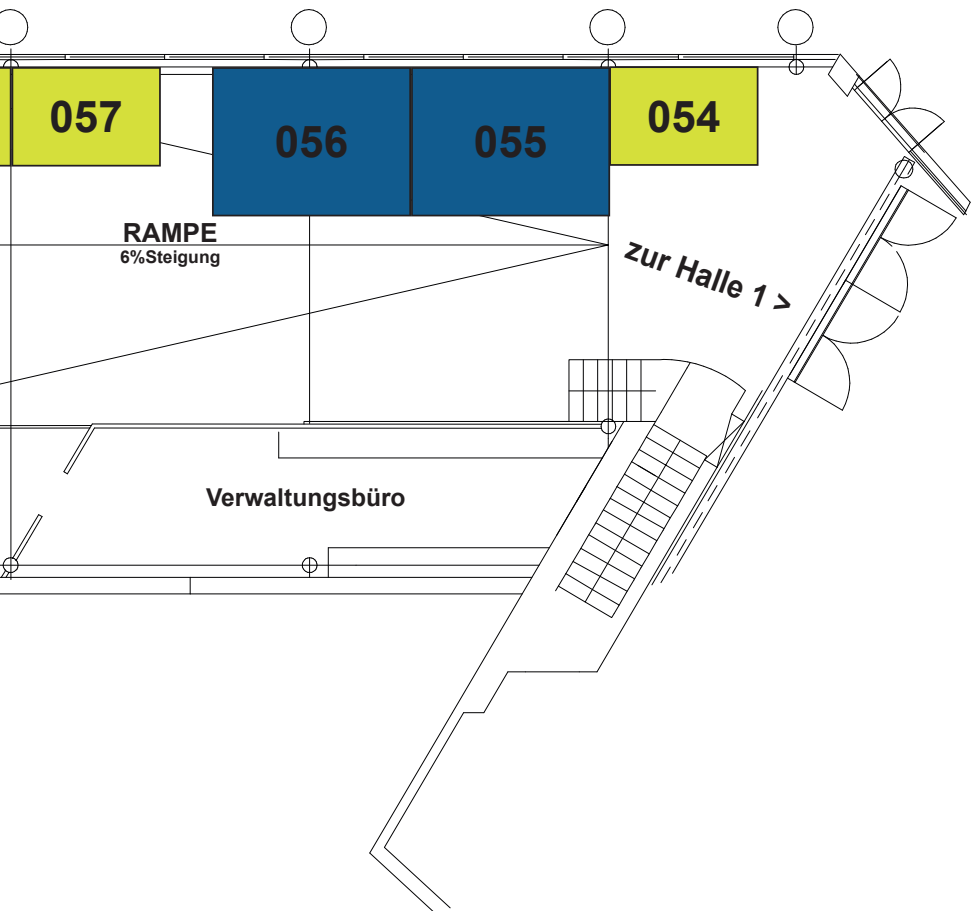 057
056
055
054
RAMPE
6%Steigung
zur Halle 1 >
Verwaltungsbüro